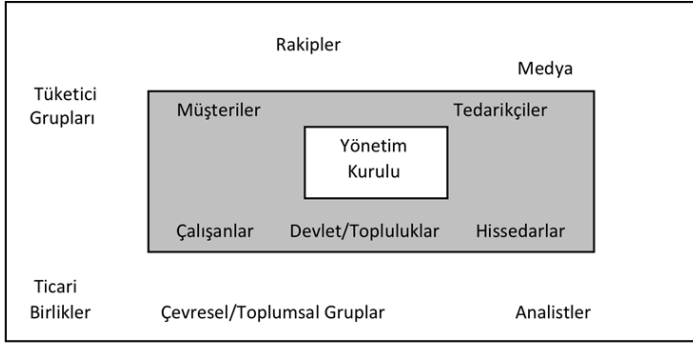 Rakipler
Medya
Tüketici
Grupları
Müşteriler
Tedarikçiler
Yönetim
Kurulu
Çalışanlar
Devlet/Topluluklar
Hissedarlar
Ticari
Birlikler
Çevresel/Toplumsal Gruplar
Analistler